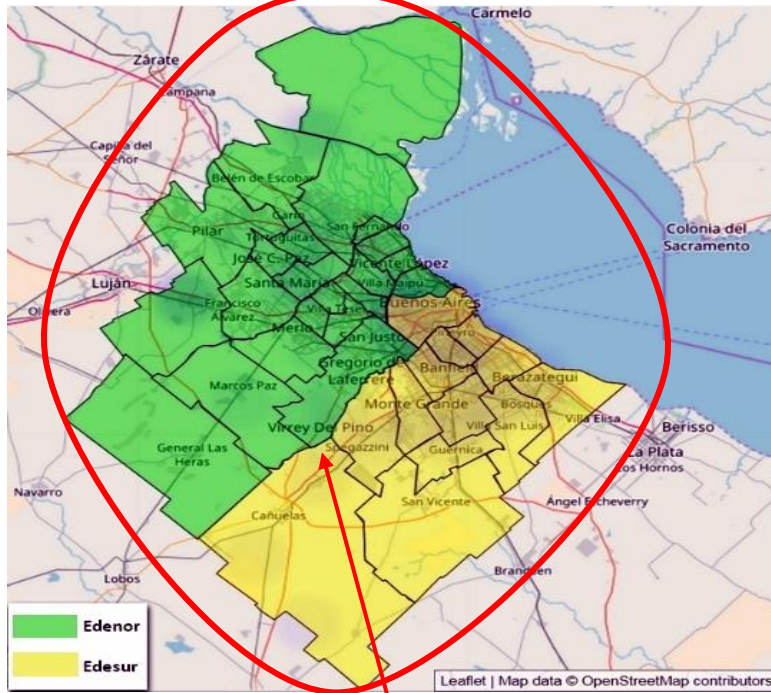 Carmelo
Zárate
Campana
Capilla del
Señor
Belén de Escobar
Garín
San Fernando
Pilar
Tortuguitas
Colonia del
Sacramento
José C. Paz
Vicente López
Luján
Santa María
Villa Maipú
Francisco
Álvarez
Villa Tesei
Buenos Aires
Olivera
Merlo
San Justo
Gregorio de
Laferrere
Banfield
Berazategui
Marcos Paz
Monte Grande
Bosques
Villa Elisa
Berisso
Virrey Del Pino
Villa San Luis
La Plata
Los Hornos
General Las
Heras
Spegazzini
Guernica
Navarro
San Vicente
Ángel Etcheverry
Cañuelas
Lobos
Brandsen
Edenor
Edesur
Leaflet | Map data © OpenStreetMap contributors